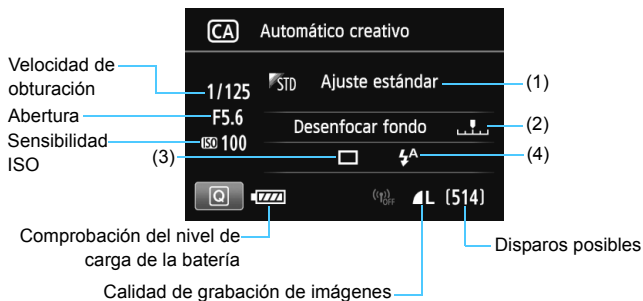 CA Automático creativo
Velocidad de
obturación
1/125
STD Ajuste estándar
(1)
Abertura
F5.6
Desenfocar fondo
(2)
Sensibilidad
ISO
ISO 100
(3)
A
(4)
Q
((ၯ)) OFF
L [514]
Comprobación del nivel de
carga de la batería
Disparos posibles
Calidad de grabación de imágenes